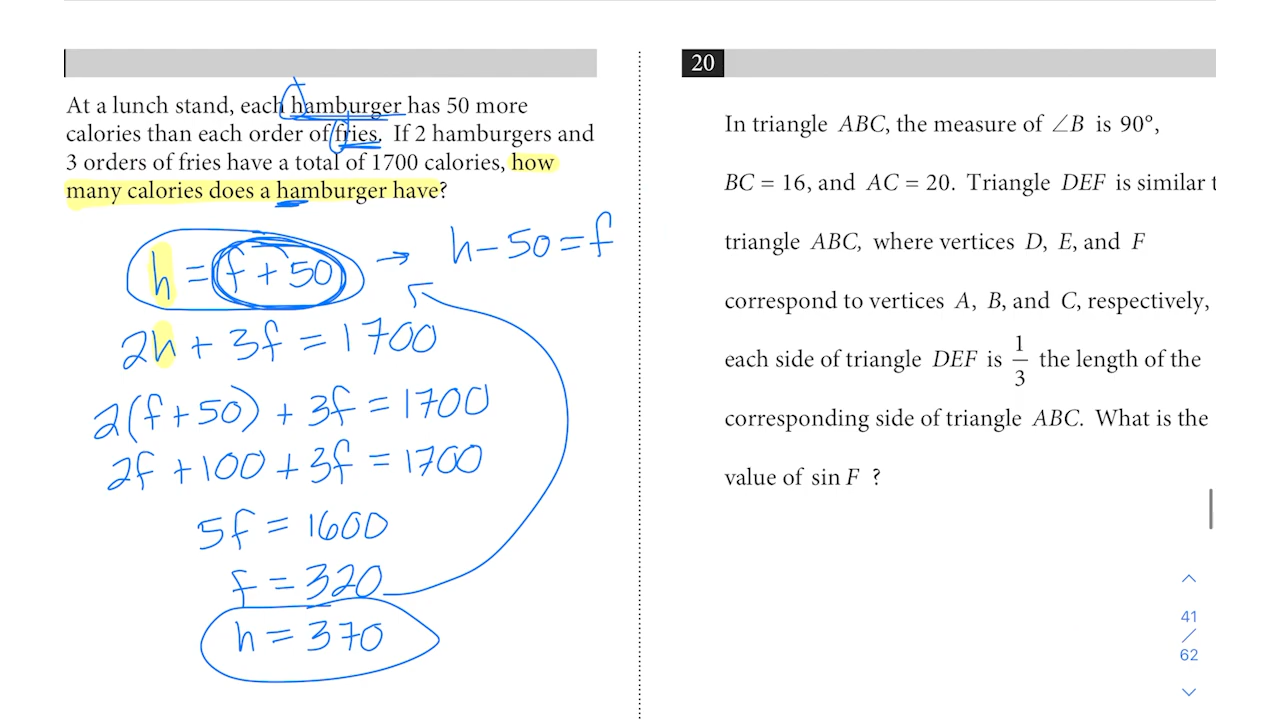 At a lunch stand, each hamburger has 50 more
calories than each order of fries. If 2 hamburgers and
3 orders of fries have a total of 1700 calories, how
many calories does a hamburger have?
h = f + 50 → h - 50 = f
2h + 3f = 1700
2(f + 50) + 3f = 1700
2f + 100 + 3f = 1700
5f = 1600
f = 320
h = 370
20
In triangle ABC, the measure of ∠B is 90°,
BC = 16, and AC = 20. Triangle DEF is similar t
triangle ABC, where vertices D, E, and F
correspond to vertices A, B, and C, respectively,
each side of triangle DEF is 1/3 the length of the
corresponding side of triangle ABC. What is the
value of sin F ?
41
/
62